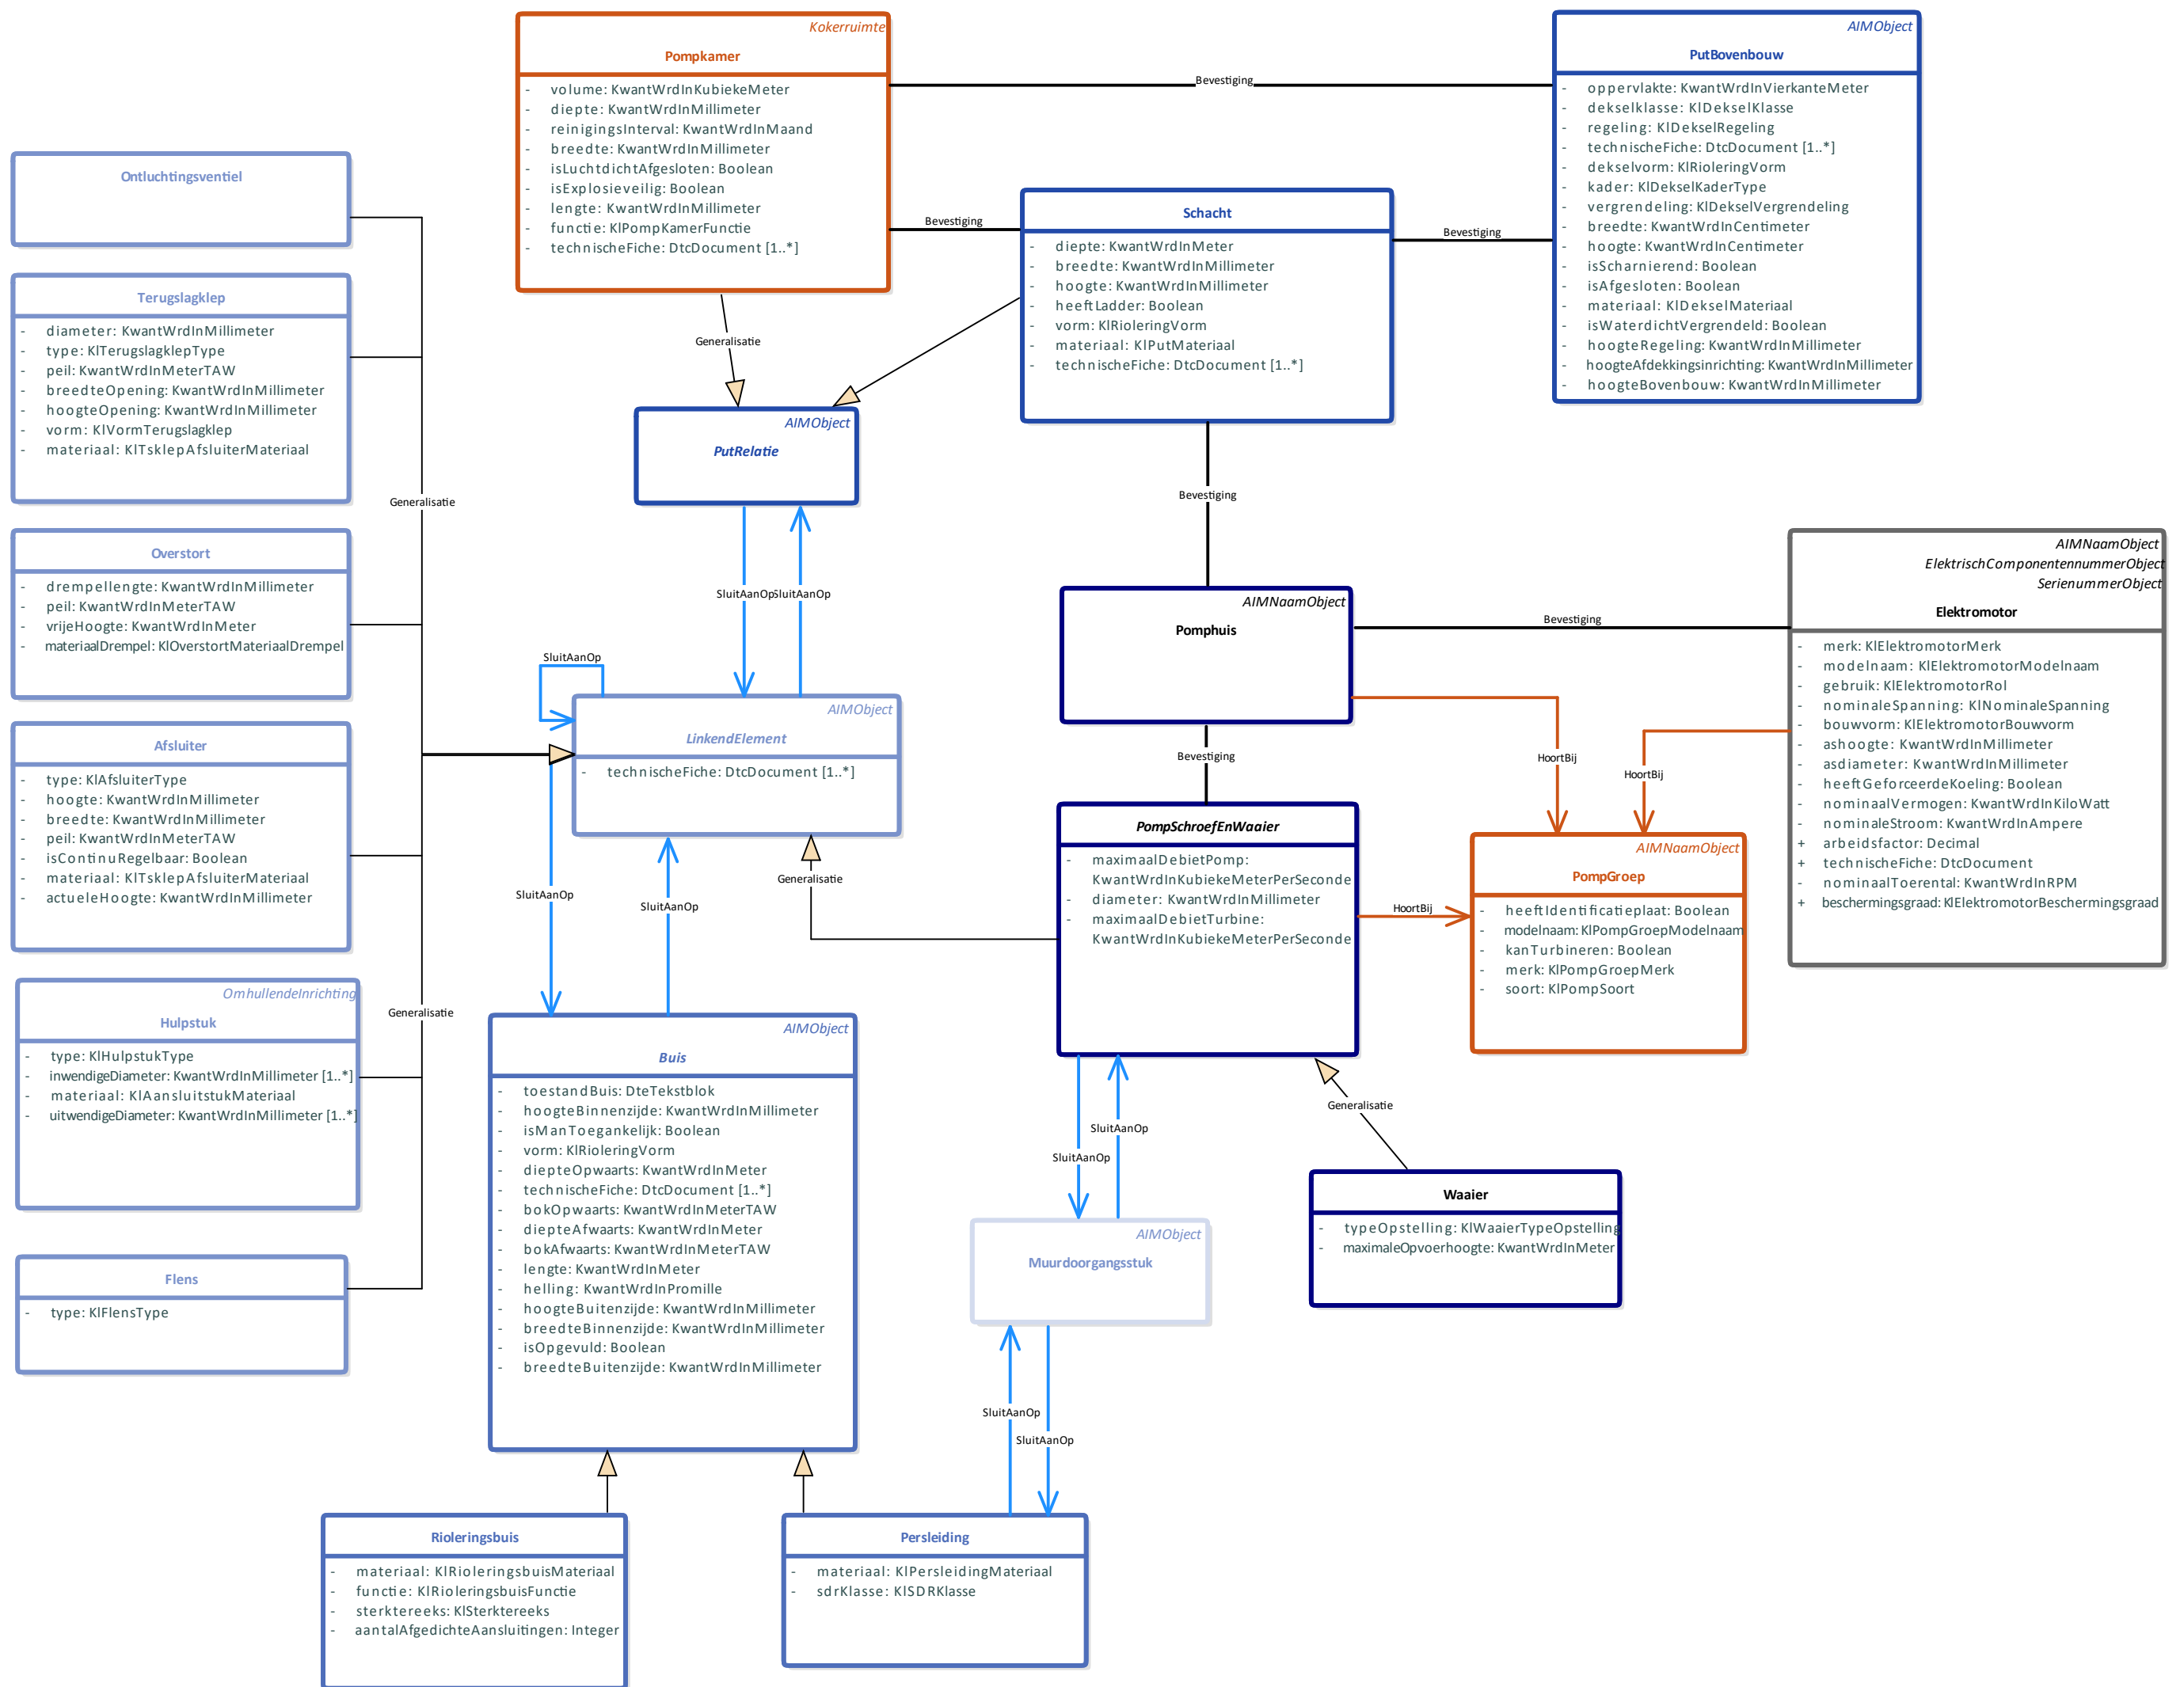 Kokerruimte
Pompkamer
- volume: KwantWrdInKubiekeMeter
- diepte: KwantWrdInMillimeter
- reinigingsInterval: KwantWrdInMaand
- breedte: KwantWrdInMillimeter
- isLuchtdichtAfgesloten: Boolean
- isExplosieveilig: Boolean
- lengte: KwantWrdInMillimeter
- functie: KlPompKamerFunctie
- technischeFiche: DtcDocument [1..*]
Bevestiging
AIMObject
PutBovenbouw
- oppervlakte: KwantWrdInVierkanteMeter
- dekselklasse: KlDekselKlasse
- regeling: KlDekselRegeling
- technischeFiche: DtcDocument [1..*]
- dekselvorm: KlRioleringVorm
- kader: KlDekselKaderType
- vergrendeling: KlDekselVergrendeling
- breedte: KwantWrdInCentimeter
- hoogte: KwantWrdInCentimeter
- isScharnierend: Boolean
- isAfgesloten: Boolean
- materiaal: KlDekselMateriaal
- isWaterdichtVergrendeld: Boolean
- hoogteRegeling: KwantWrdInMillimeter
- hoogteAfdekkingsinrichting: KwantWrdInMillimeter
- hoogteBovenbouw: KwantWrdInMillimeter
Ontluchtingsventiel
Bevestiging
Schacht
- diepte: KwantWrdInMeter
- breedte: KwantWrdInMillimeter
- hoogte: KwantWrdInMillimeter
- heeftLadder: Boolean
- vorm: KlRioleringVorm
- materiaal: KlPutMateriaal
- technischeFiche: DtcDocument [1..*]
Bevestiging
Terugslagklep
- diameter: KwantWrdInMillimeter
- type: KlTerugslagklepType
- peil: KwantWrdInMeterTAW
- breedteOpening: KwantWrdInMillimeter
- hoogteOpening: KwantWrdInMillimeter
- vorm: KlVormTerugslagklep
- materiaal: KlTsklepAfsluiterMateriaal
Generalisatie
AIMObject
PutRelatie
Generalisatie
Bevestiging
Overstort
- drempellengte: KwantWrdInMillimeter
- peil: KwantWrdInMeterTAW
- vrijeHoogte: KwantWrdInMeter
- materiaalDrempel: KlOverstortMateriaalDrempel
SluitAanOp
SluitAanOp
AIMNaamObject
Pomphuis
Bevestiging
AIMNaamObject
ElektrischComponentennummerObject
SerienummerObject
Elektromotor
- merk: KlElektromotorMerk
- modelnaam: KlElektromotorModelnaam
- gebruik: KlElektromotorRol
- nominaleSpanning: KlNominaleSpanning
- bouwvorm: KlElektromotorBouwvorm
- ashoogte: KwantWrdInMillimeter
- asdiameter: KwantWrdInMillimeter
- heeftGeforceerdeKoeling: Boolean
- nominaalVermogen: KwantWrdInKiloWatt
- nominaleStroom: KwantWrdInAmpere
+ arbeidsfactor: Decimal
+ technischeFiche: DtcDocument
- nominaalToerental: KwantWrdInRPM
+ beschermingsgraad: KlElektromotorBeschermingsgraad
SluitAanOp
AIMObject
LinkendElement
- technischeFiche: DtcDocument [1..*]
Afsluiter
- type: KlAfsluiterType
- hoogte: KwantWrdInMillimeter
- breedte: KwantWrdInMillimeter
- peil: KwantWrdInMeterTAW
- isContinuRegelbaar: Boolean
- materiaal: KlTsklepAfsluiterMateriaal
- actueleHoogte: KwantWrdInMillimeter
Bevestiging
HoortBij
HoortBij
PompSchroefEnWaaier
- maximaalDebietPomp:
KwantWrdInKubiekeMeterPerSeconde
- diameter: KwantWrdInMillimeter
- maximaalDebietTurbine:
KwantWrdInKubiekeMeterPerSeconde
HoortBij
AIMNaamObject
PompGroep
- heeftIdentificatieplaat: Boolean
- modelnaam: KlPompGroepModelnaam
- kanTurbineren: Boolean
- merk: KlPompGroepMerk
- soort: KlPompSoort
Generalisatie
SluitAanOp
SluitAanOp
Generalisatie
OmhullendeInrichting
Hulpstuk
- type: KlHulpstukType
- inwendigeDiameter: KwantWrdInMillimeter [1..*]
- materiaal: KlAansluitstukMateriaal
- uitwendigeDiameter: KwantWrdInMillimeter [1..*]
AIMObject
Buis
- toestandBuis: DteTekstblok
- hoogteBinnenzijde: KwantWrdInMillimeter
- isManToegankelijk: Boolean
- vorm: KlRioleringVorm
- diepteOpwaarts: KwantWrdInMeter
- technischeFiche: DtcDocument [1..*]
- bokOpwaarts: KwantWrdInMeterTAW
- diepteAfwaarts: KwantWrdInMeter
- bokAfwaarts: KwantWrdInMeterTAW
- lengte: KwantWrdInMeter
- helling: KwantWrdInPromille
- hoogteBuitenzijde: KwantWrdInMillimeter
- breedteBinnenzijde: KwantWrdInMillimeter
- isOpgevuld: Boolean
- breedteBuitenzijde: KwantWrdInMillimeter
Generalisatie
SluitAanOp
SluitAanOp
Waaier
- typeOpstelling: KlWaaierTypeOpstelling
- maximaleOpvoerhoogte: KwantWrdInMeter
AIMObject
Muurdoorgangsstuk
Flens
- type: KlFlensType
SluitAanOp
SluitAanOp
Rioleringsbuis
- materiaal: KlRioleringsbuisMateriaal
- functie: KlRioleringsbuisFunctie
- sterktereeks: KlSterktereeks
- aantalAfgedichteAansluitingen: Integer
Persleiding
- materiaal: KlPersleidingMateriaal
- sdrKlasse: KlSDRKlasse